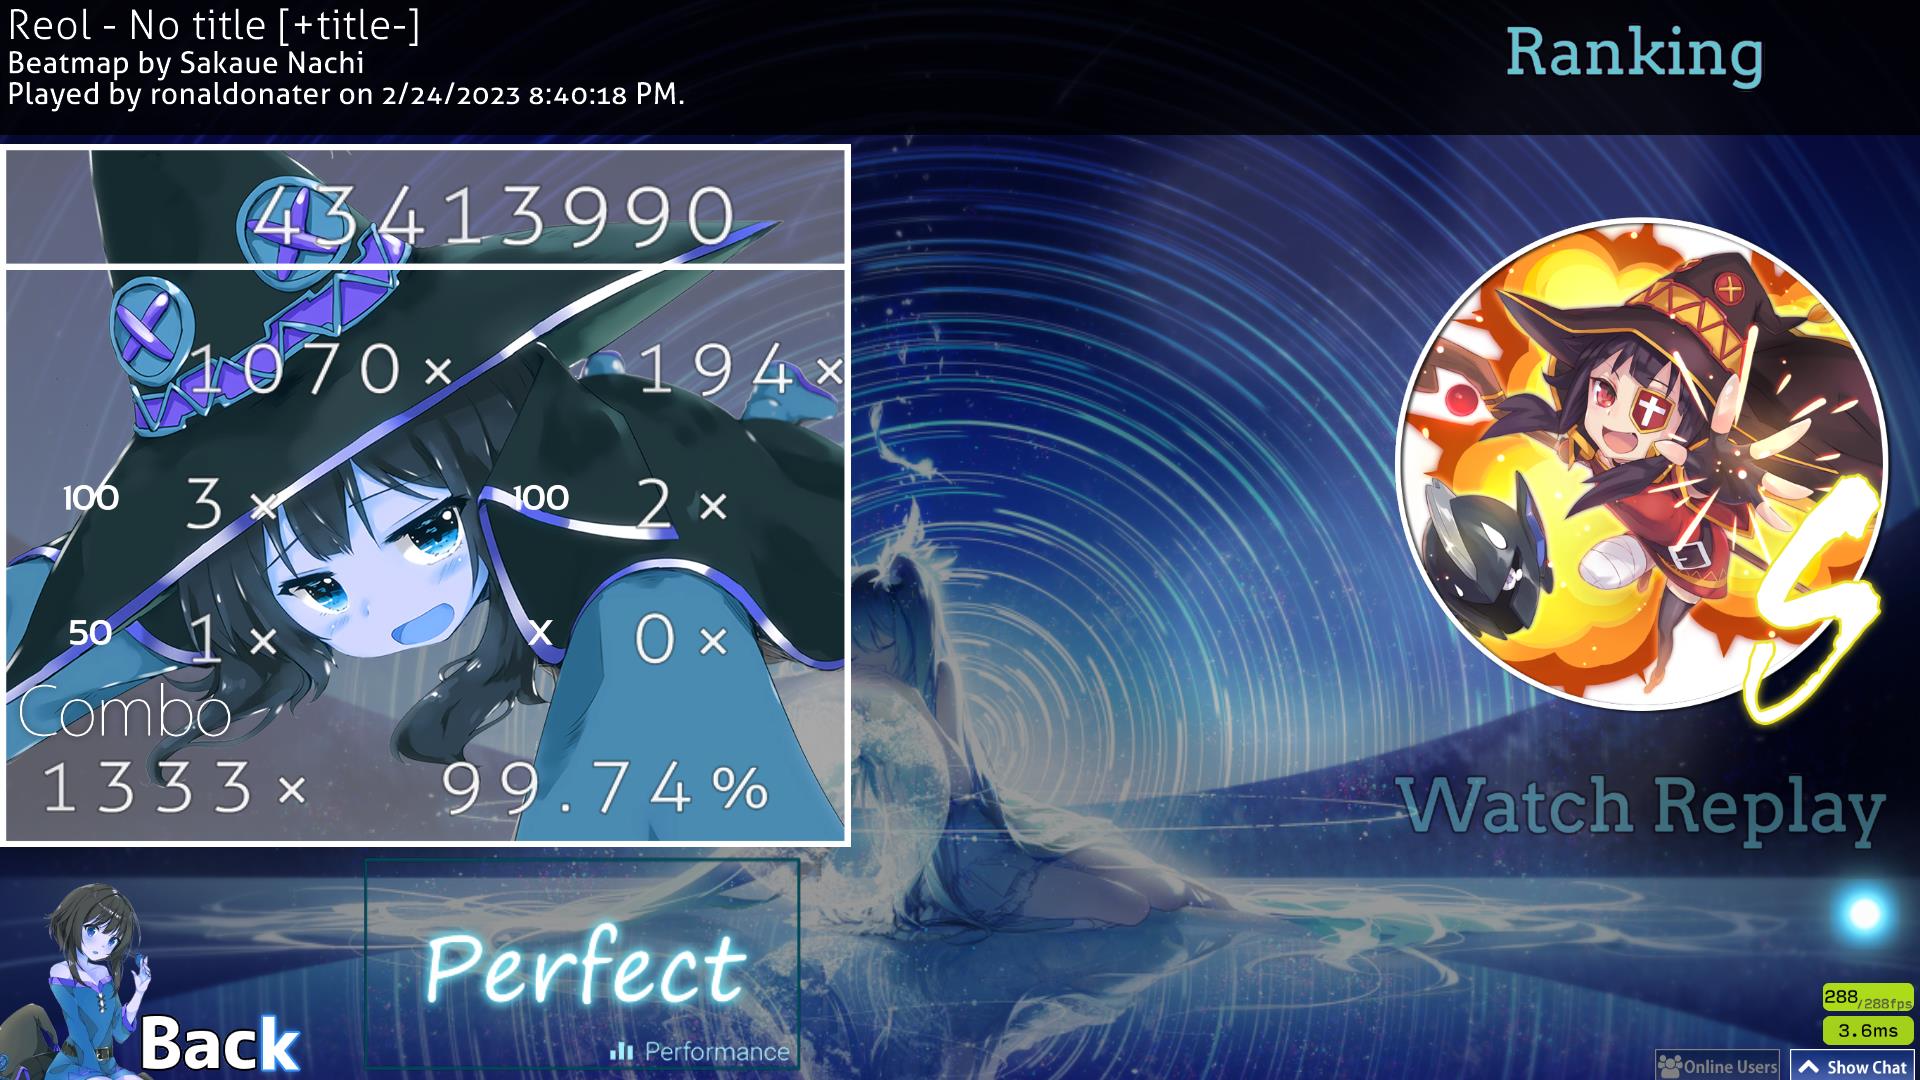 Reol - No title [+title-]
Beatmap by Sakaue Nachi
Played by ronaldonater on 2/24/2023 8:40:18 PM.
Ranking
43413990
1070× 194×
100 3× 100 2×
50 1× X 0×
Combo
1333× 99.74%
S
Watch Replay
Perfect
Performance
Back
288/288fps
3.6ms
Online Users
Show Chat